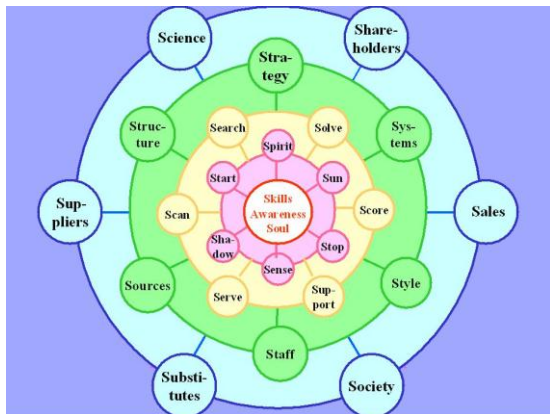 Science
Share-
holders
Stra-
tegy
Struc-
ture
Search
Solve
Sys-
tems
Spirit
Start
Sun
Sup-
pliers
Scan
Skills
Awareness
Soul
Score
Sales
Sha-
dow
Stop
Sense
Sources
Serve
Sup-
port
Style
Staff
Substi-
tutes
Society